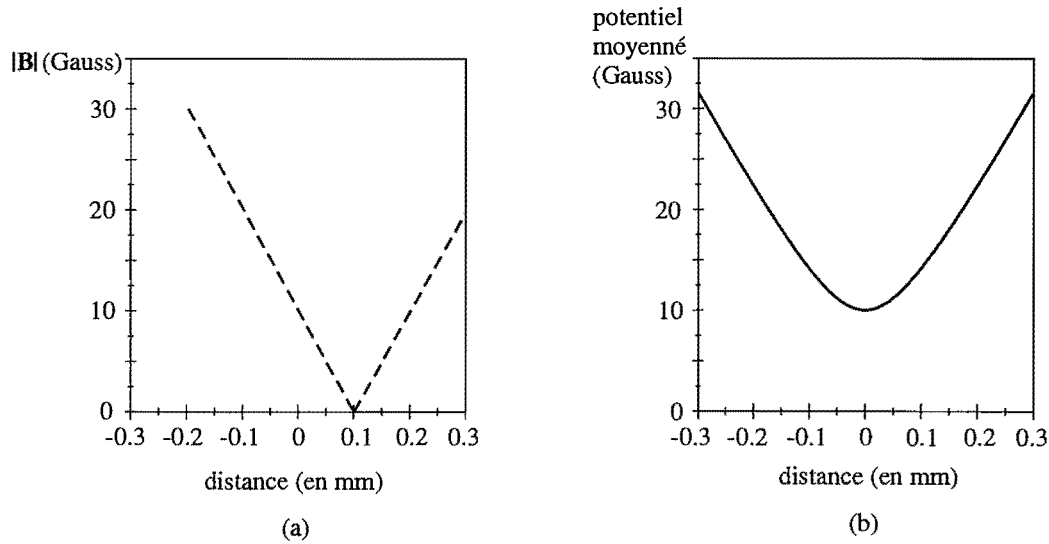 |B| (Gauss)
30
20
10
0
-0.3 -0.2 -0.1 0 0.1 0.2 0.3
distance (en mm)
(a)
potentiel
moyenné
(Gauss)
30
20
10
0
-0.3 -0.2 -0.1 0 0.1 0.2 0.3
distance (en mm)
(b)